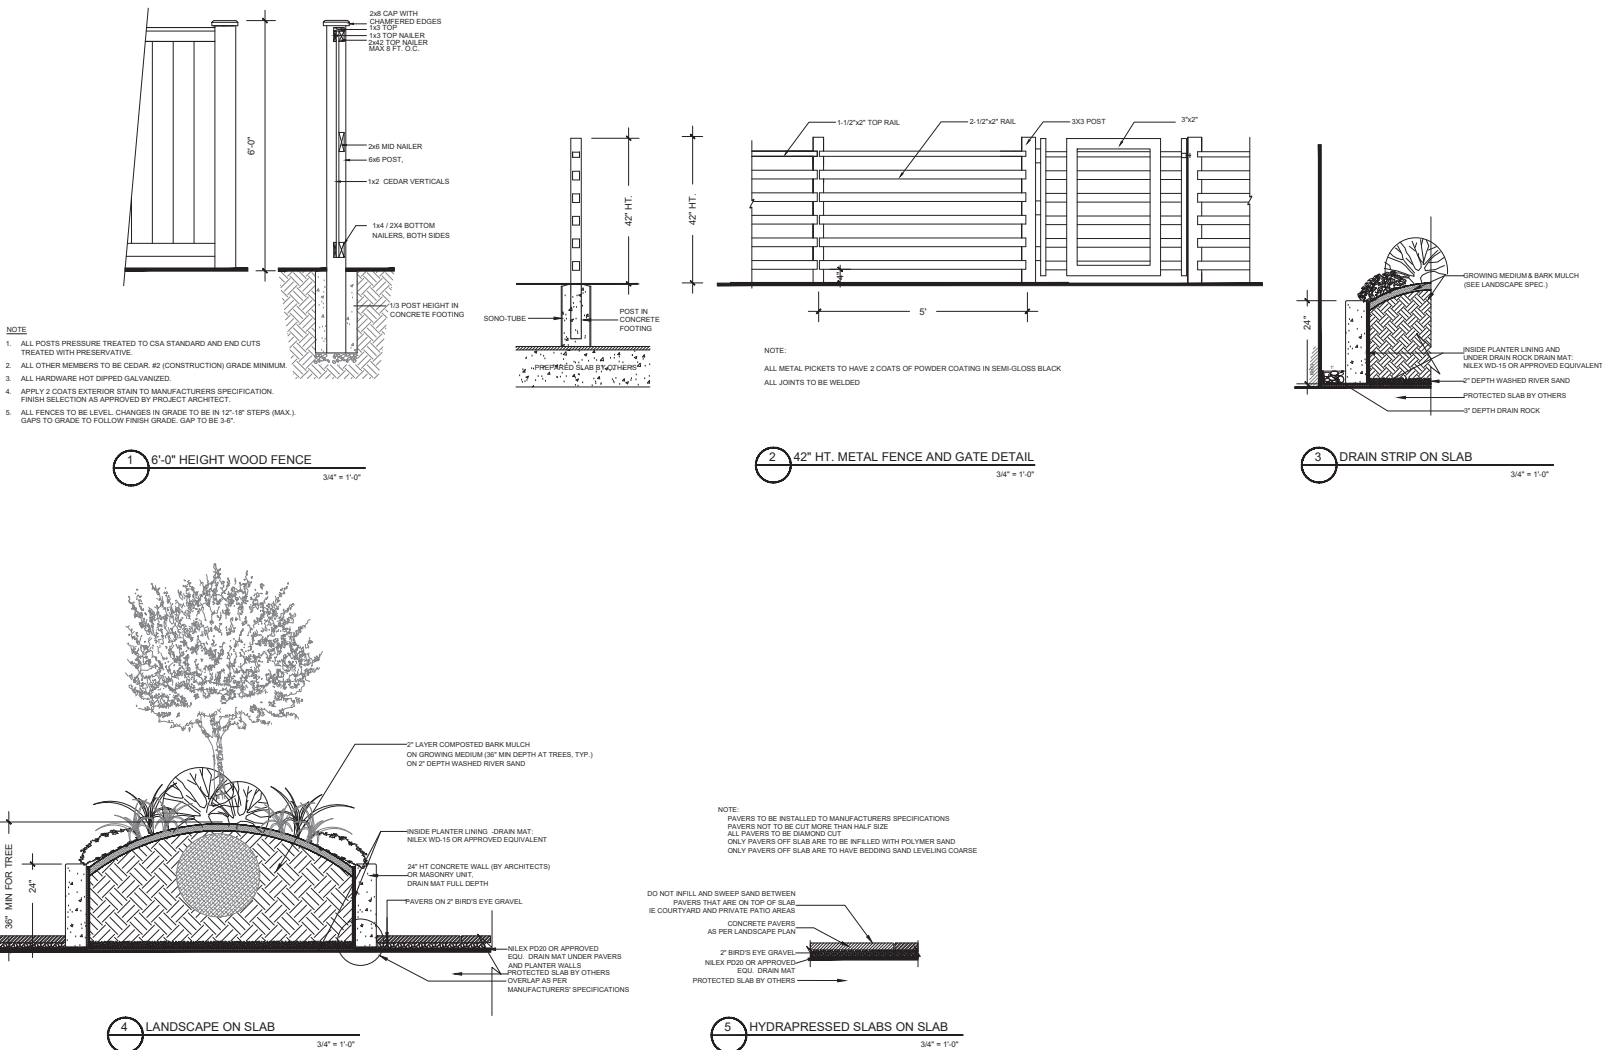 2x8 CAP WITH
CHAMFERED EDGES
1x3 TOP
1x3 TOP NAILER
2x42 TOP NAILER
MAX 8 FT. O.C.
6'-0"
2x6 MID NAILER
6x6 POST,
1x2 CEDAR VERTICALS
1x4 / 2X4 BOTTOM
NAILERS, BOTH SIDES
1/3 POST HEIGHT IN
CONCRETE FOOTING
NOTE
1. ALL POSTS PRESSURE TREATED TO CSA STANDARD AND END CUTS
TREATED WITH PRESERVATIVE.
2. ALL OTHER MEMBERS TO BE CEDAR. #2 (CONSTRUCTION) GRADE MINIMUM.
3. ALL HARDWARE HOT DIPPED GALVANIZED.
4. APPLY 2 COATS EXTERIOR STAIN TO MANUFACTURERS SPECIFICATION.
FINISH SELECTION AS APPROVED BY PROJECT ARCHITECT.
5. ALL FENCES TO BE LEVEL. CHANGES IN GRADE TO BE IN 12"-18" STEPS (MAX.).
GAPS TO GRADE TO FOLLOW FINISH GRADE. GAP TO BE 3-6".
1 6'-0" HEIGHT WOOD FENCE
3/4" = 1'-0"
42" HT.
SONO-TUBE
POST IN
CONCRETE
FOOTING
PREPARED SLAB BY OTHERS
42" HT.
1-1/2"x2" TOP RAIL
2-1/2"x2" RAIL
3X3 POST
3"x2"
4"
5'
NOTE:
ALL METAL PICKETS TO HAVE 2 COATS OF POWDER COATING IN SEMI-GLOSS BLACK
ALL JOINTS TO BE WELDED
2 42" HT. METAL FENCE AND GATE DETAIL
3/4" = 1'-0"
24"
GROWING MEDIUM & BARK MULCH
(SEE LANDSCAPE SPEC.)
INSIDE PLANTER LINING AND
UNDER DRAIN ROCK DRAIN MAT:
NILEX WD-15 OR APPROVED EQUIVALENT
2" DEPTH WASHED RIVER SAND
PROTECTED SLAB BY OTHERS
3" DEPTH DRAIN ROCK
3 DRAIN STRIP ON SLAB
3/4" = 1'-0"
2" LAYER COMPOSTED BARK MULCH
ON GROWING MEDIUM (36" MIN DEPTH AT TREES, TYP.)
ON 2" DEPTH WASHED RIVER SAND
INSIDE PLANTER LINING -DRAIN MAT:
NILEX WD-15 OR APPROVED EQUIVALENT
24" HT CONCRETE WALL (BY ARCHITECTS)
OR MASONRY UNIT,
DRAIN MAT FULL DEPTH
PAVERS ON 2" BIRD'S EYE GRAVEL
36" MIN FOR TREE
24"
NILEX PD20 OR APPROVED
EQU. DRAIN MAT UNDER PAVERS
AND PLANTER WALLS
PROTECTED SLAB BY OTHERS
OVERLAP AS PER
MANUFACTURERS' SPECIFICATIONS
4 LANDSCAPE ON SLAB
3/4" = 1'-0"
NOTE:
PAVERS TO BE INSTALLED TO MANUFACTURERS SPECIFICATIONS
PAVERS NOT TO BE CUT MORE THAN HALF SIZE
ALL PAVERS TO BE DIAMOND CUT
ONLY PAVERS OFF SLAB ARE TO BE INFILLED WITH POLYMER SAND
ONLY PAVERS OFF SLAB ARE TO HAVE BEDDING SAND LEVELING COARSE
DO NOT INFILL AND SWEEP SAND BETWEEN
PAVERS THAT ARE ON TOP OF SLAB
IE COURTYARD AND PRIVATE PATIO AREAS
CONCRETE PAVERS
AS PER LANDSCAPE PLAN
2" BIRD'S EYE GRAVEL
NILEX PD20 OR APPROVED
EQU. DRAIN MAT
PROTECTED SLAB BY OTHERS
5 HYDRAPRESSED SLABS ON SLAB
3/4" = 1'-0"